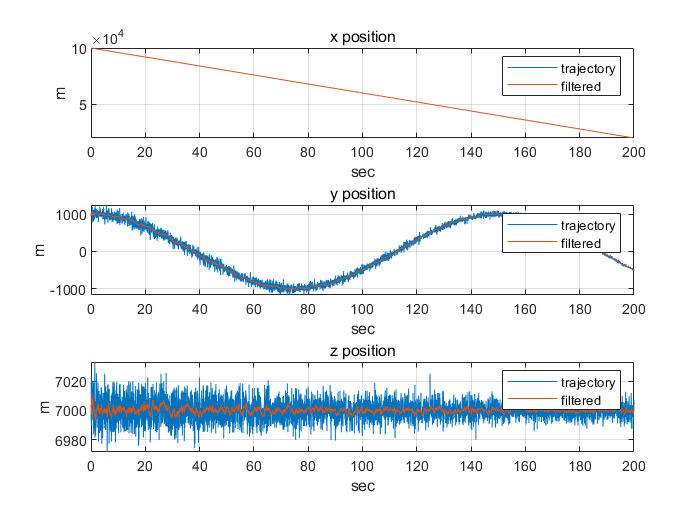 x position
×10⁴
10
5
m
trajectory
filtered
0 20 40 60 80 100 120 140 160 180 200
sec
y position
1000
0
-1000
m
trajectory
filtered
0 20 40 60 80 100 120 140 160 180 200
sec
z position
7020
7000
6980
m
trajectory
filtered
0 20 40 60 80 100 120 140 160 180 200
sec